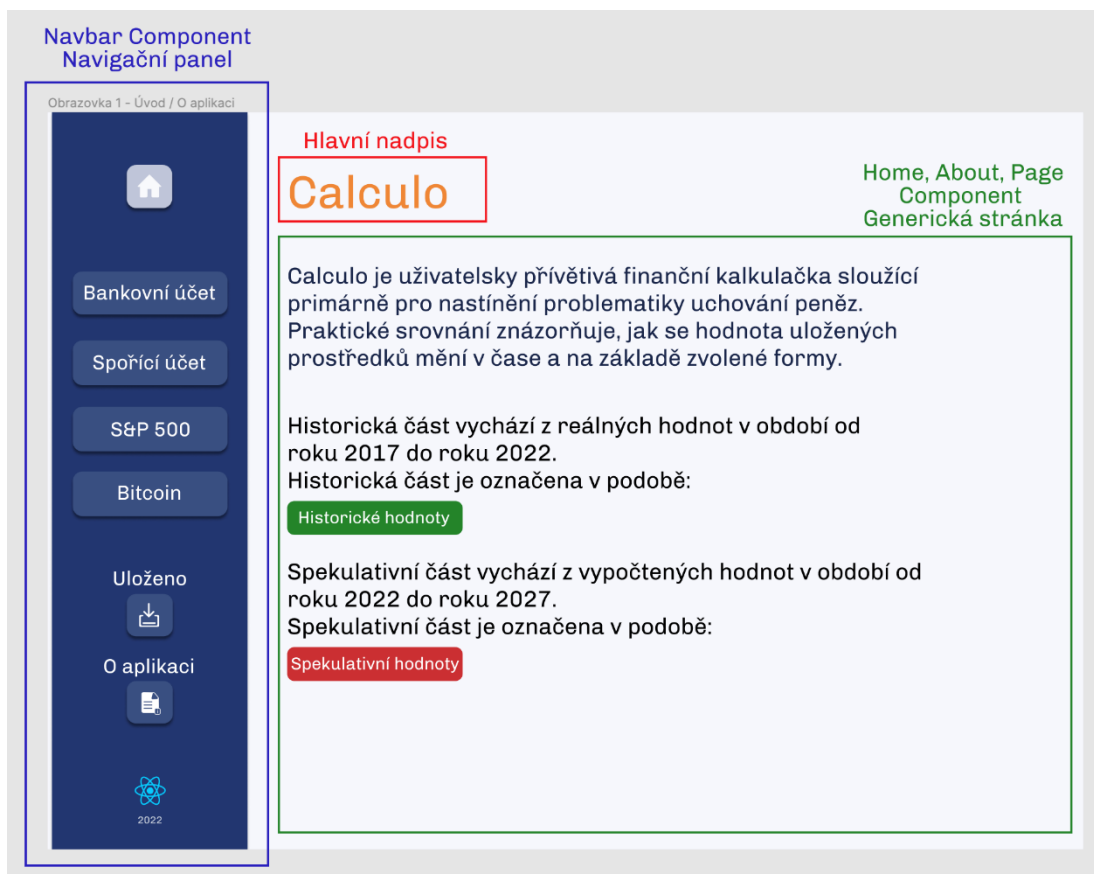 Navbar Component
Navigační panel
Obrazovka 1 - Úvod / O aplikaci
Hlavní nadpis
Calculo
Home, About, Page
Component
Generická stránka
Bankovní účet
Spořící účet
S&P 500
Bitcoin
Uloženo
O aplikaci
2022
Calculo je uživatelsky přívětivá finanční kalkulačka sloužící
primárně pro nastínění problematiky uchování peněz.
Praktické srovnání znázorňuje, jak se hodnota uložených
prostředků mění v čase a na základě zvolené formy.
Historická část vychází z reálných hodnot v období od
roku 2017 do roku 2022.
Historická část je označena v podobě:
Historické hodnoty
Spekulativní část vychází z vypočtených hodnot v období od
roku 2022 do roku 2027.
Spekulativní část je označena v podobě:
Spekulativní hodnoty